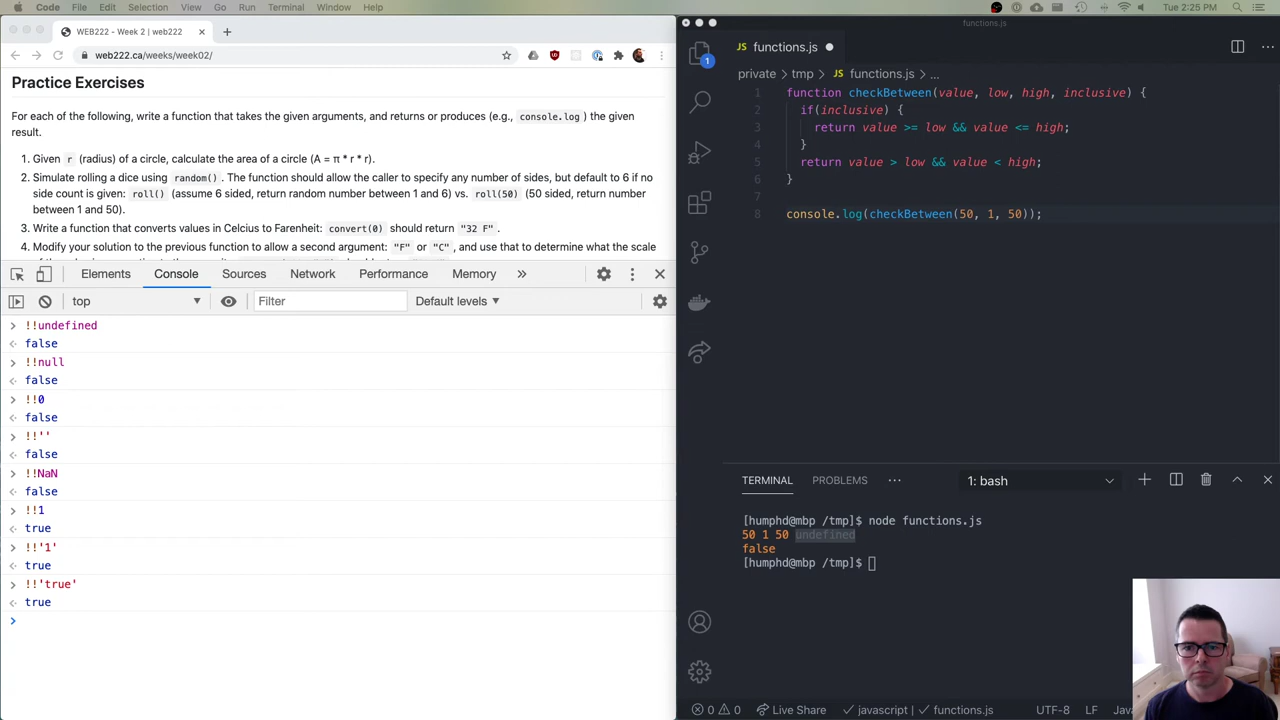 Code File Edit Selection View Go Run Terminal Window Help
Tue 2:25 PM
WEB222 - Week 2 | web222
web222.ca/weeks/week02/
Practice Exercises
For each of the following, write a function that takes the given arguments, and returns or produces (e.g., console.log ) the given
result.
1. Given r (radius) of a circle, calculate the area of a circle (A = π * r * r).
2. Simulate rolling a dice using random() . The function should allow the caller to specify any number of sides, but default to 6 if no
side count is given: roll() (assume 6 sided, return random number between 1 and 6) vs. roll(50) (50 sided, return number
between 1 and 50).
3. Write a function that converts values in Celcius to Farenheit: convert(0) should return "32 F" .
4. Modify your solution to the previous function to allow a second argument: "F" or "C" , and use that to determine what the scale
Elements Console Sources Network Performance Memory »
top Filter Default levels
!!undefined
false
!!null
false
!!0
false
!!''
false
!!NaN
false
!!1
true
!!'1'
true
!!'true'
true
functions.js
JS functions.js
1
private > tmp > JS functions.js > ...
1 function checkBetween(value, low, high, inclusive) {
2 if(inclusive) {
3 return value >= low && value <= high;
4 }
5 return value > low && value < high;
6 }
7
8 console.log(checkBetween(50, 1, 50));
TERMINAL PROBLEMS ... 1: bash
[humphd@mbp /tmp]$ node functions.js
50 1 50 undefined
false
[humphd@mbp /tmp]$
0 0 Live Share javascript | functions.js UTF-8 LF